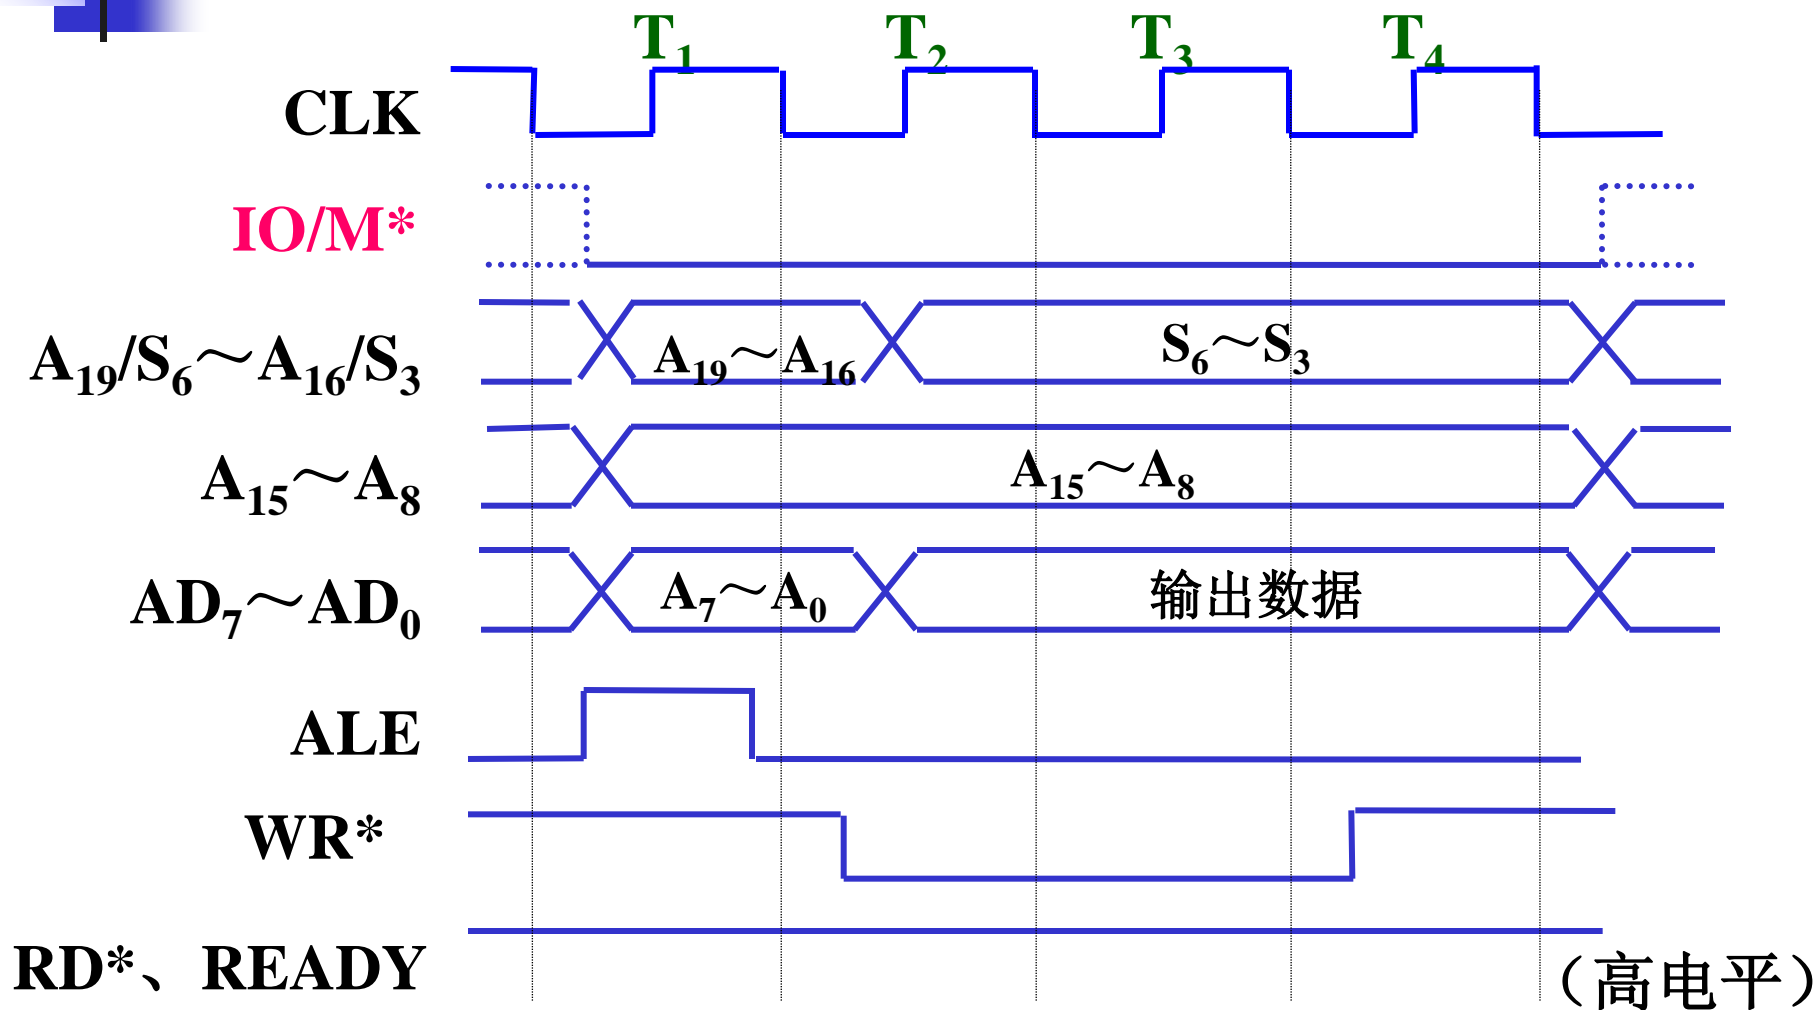 T₁ T₂ T₃ T₄
CLK
IO/M*
A₁₉/S₆～A₁₆/S₃ A₁₉～A₁₆ S₆～S₃
A₁₅～A₈ A₁₅～A₈
AD₇～AD₀ A₇～A₀ 输出数据
ALE
WR*
RD*、READY （高电平）